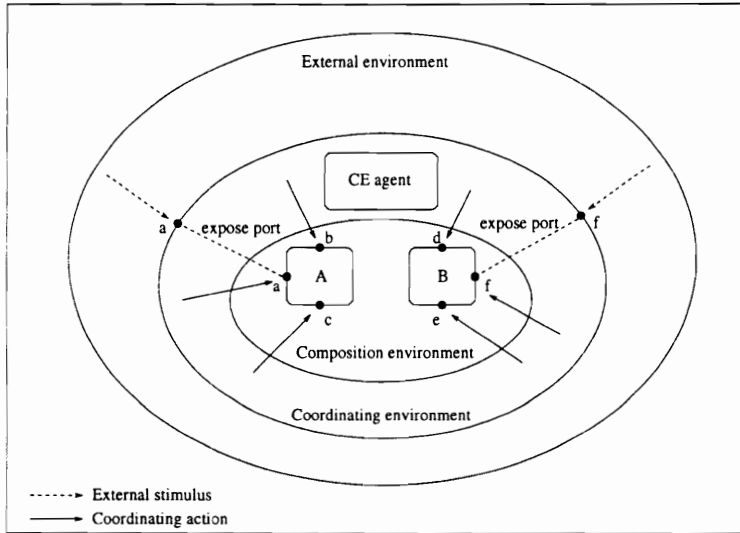 External environment
CE agent
a
expose port
expose port
f
b
d
A
B
a
f
c
e
Composition environment
Coordinating environment
External stimulus
Coordinating action